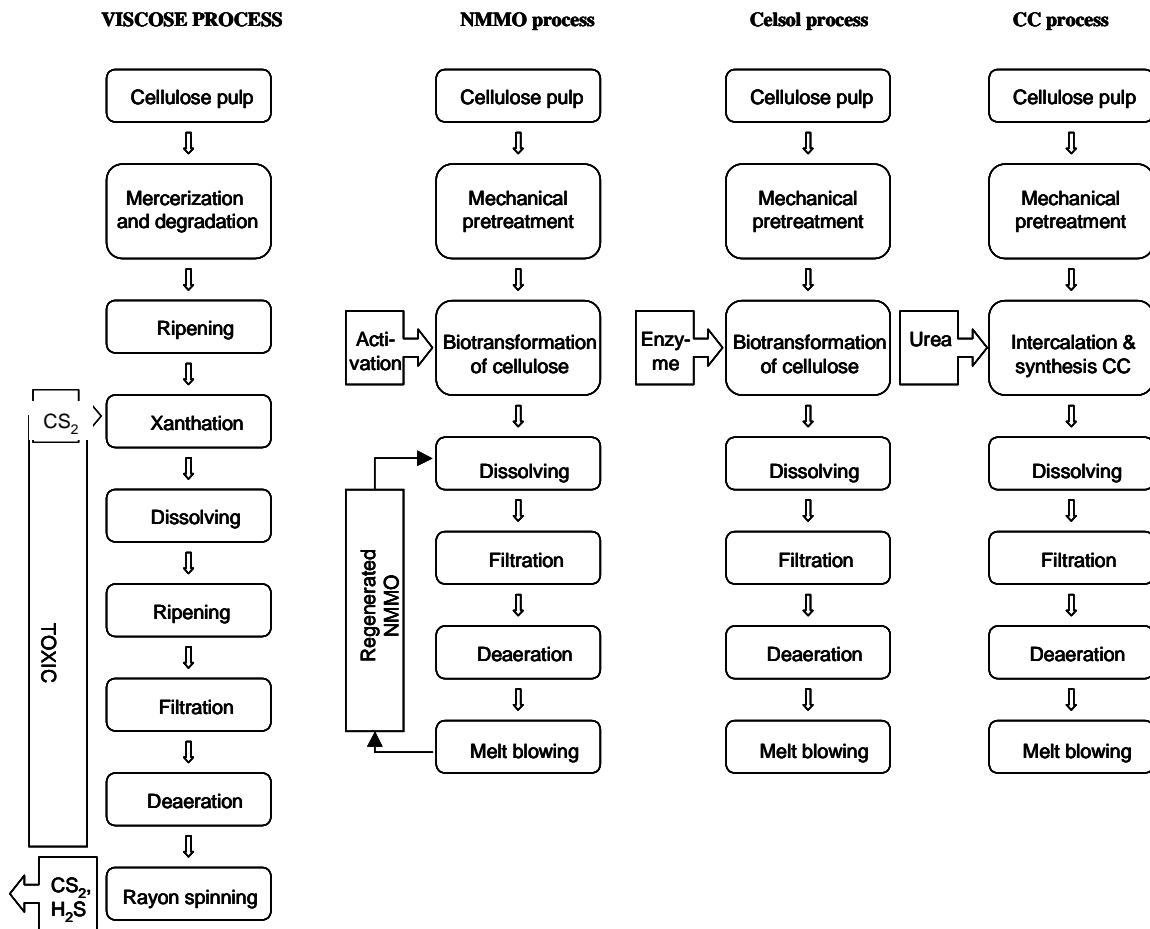 VISCOSE PROCESS
Cellulose pulp
Mercerization
and degradation
Ripening
CS2
Xanthation
Dissolving
Ripening
Filtration
Deaeration
TOXIC
Rayon spinning
CS2,
H2S
NMMO process
Cellulose pulp
Mechanical
pretreatment
Acti-
vation
Biotransformation
of cellulose
Dissolving
Filtration
Regenerated
NMMO
Deaeration
Melt blowing
Celsol process
Cellulose pulp
Mechanical
pretreatment
Enzy-
me
Biotransformation
of cellulose
Dissolving
Filtration
Deaeration
Melt blowing
CC process
Cellulose pulp
Mechanical
pretreatment
Urea
Intercalation &
synthesis CC
Dissolving
Filtration
Deaeration
Melt blowing